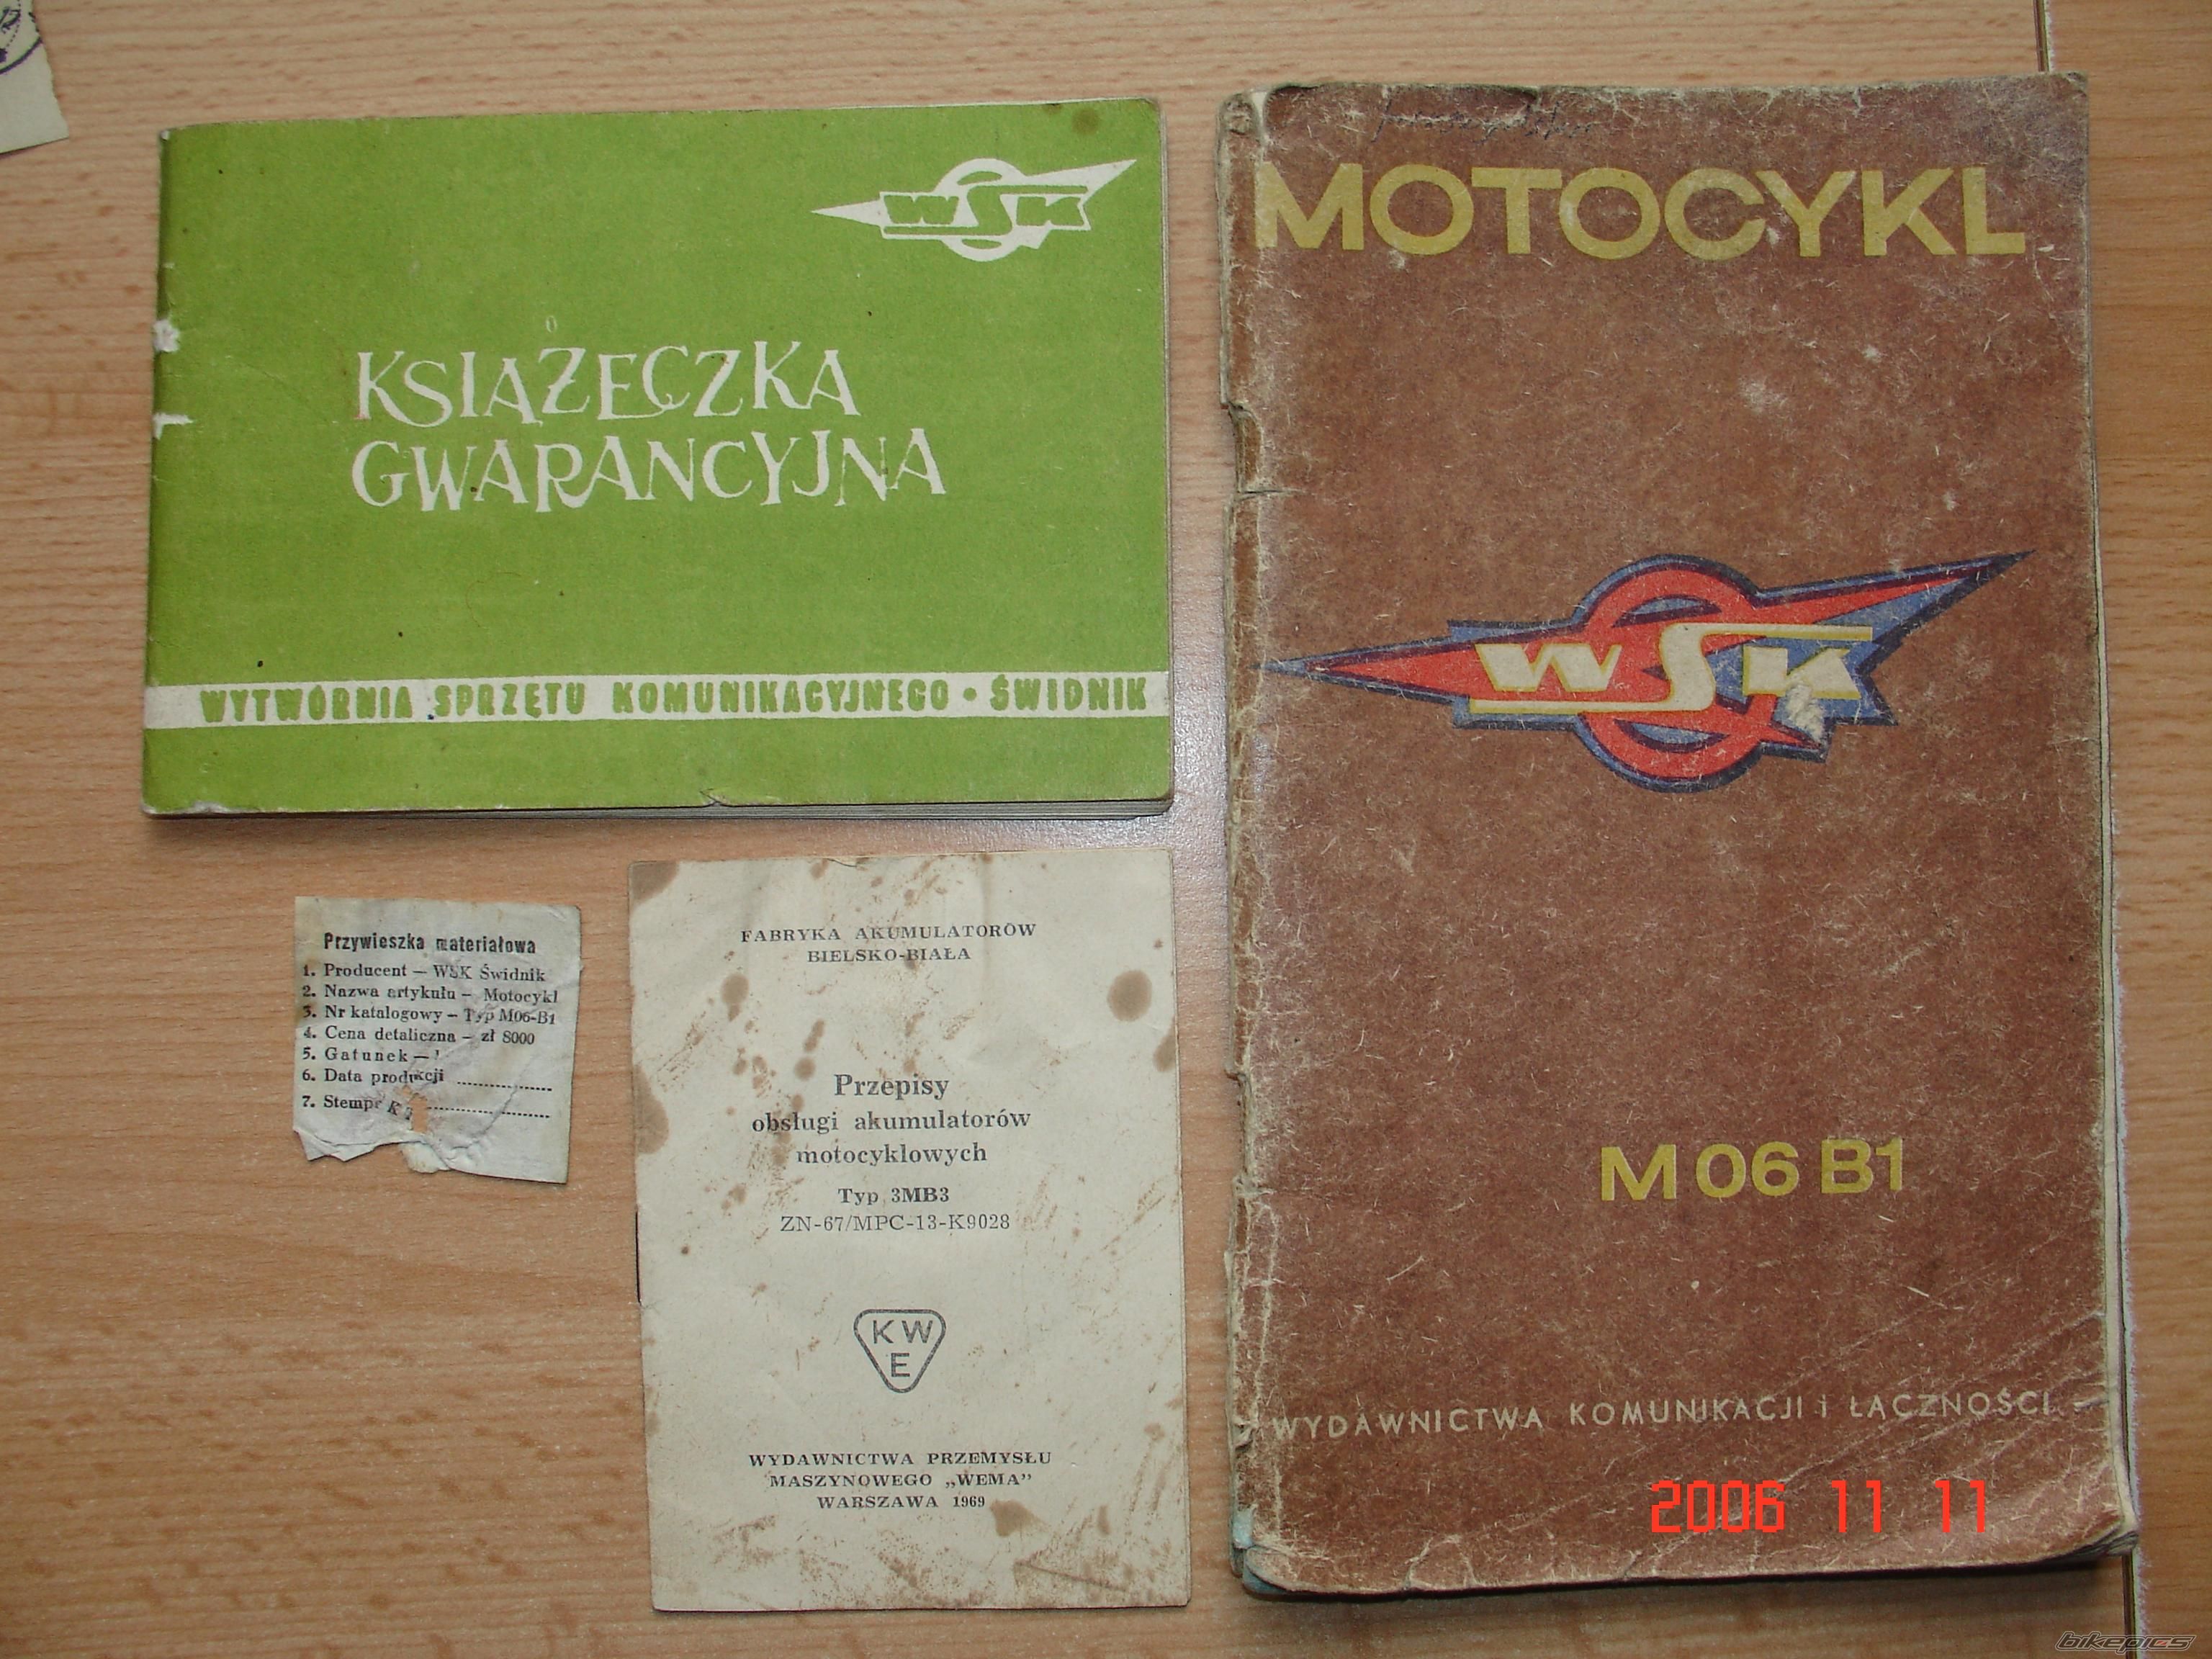 WSK
KSIĄŻECZKA
GWARANCYJNA
WYTWÓRNIA SPRZĘTU KOMUNIKACYJNEGO • ŚWIDNIK
Przywieszka materiałowa
1. Producent — WSK Świdnik
2. Nazwa artykułu — Motocykl
3. Nr katalogowy — Typ M06-B1
4. Cena detaliczna — zł 8000
5. Gatunek —
6. Data produkcji
7.
FABRYKA AKUMULATORÓW
BIELSKO-BIAŁA
Przepisy
obsługi akumulatorów
motocyklowych
Typ 3MB3
ZN-67/MPC-13-K9028
KW
E
WYDAWNICTWA PRZEMYSŁU
MASZYNOWEGO „WEMA”
WARSZAWA 1969
MOTOCYKL
WSK
M 06 B1
WYDAWNICTWA KOMUNIKACJI i ŁĄCZNOŚCI
2006 11 11
bikepics